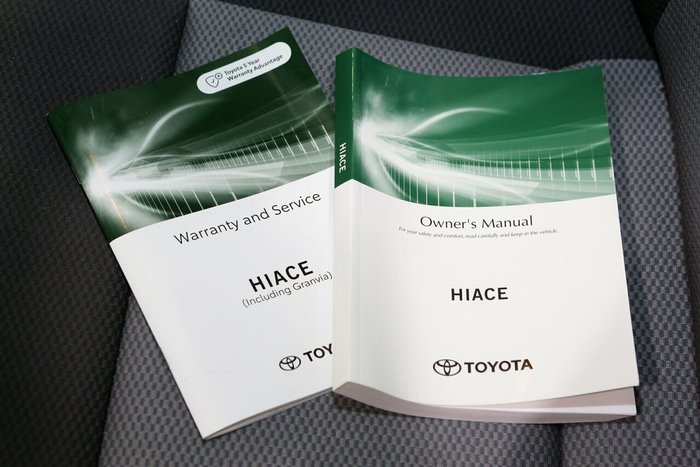 Toyota 5 Year
Warranty Advantage
Warranty and Service
HIACE
(Including Granvia)
TOY
HIACE
Owner's Manual
For your safety and comfort, read carefully and keep in the vehicle.
HIACE
TOYOTA